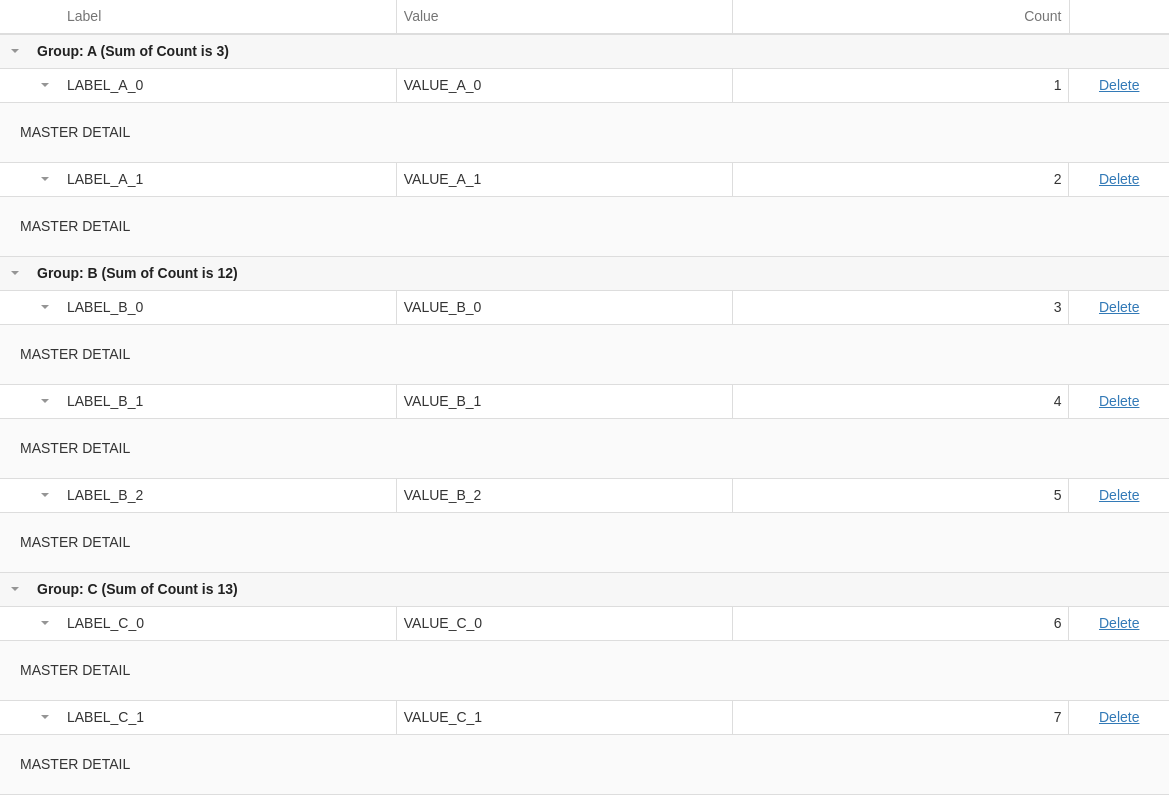 Label Value Count
Group: A (Sum of Count is 3)
LABEL_A_0 VALUE_A_0 1 Delete
MASTER DETAIL
LABEL_A_1 VALUE_A_1 2 Delete
MASTER DETAIL
Group: B (Sum of Count is 12)
LABEL_B_0 VALUE_B_0 3 Delete
MASTER DETAIL
LABEL_B_1 VALUE_B_1 4 Delete
MASTER DETAIL
LABEL_B_2 VALUE_B_2 5 Delete
MASTER DETAIL
Group: C (Sum of Count is 13)
LABEL_C_0 VALUE_C_0 6 Delete
MASTER DETAIL
LABEL_C_1 VALUE_C_1 7 Delete
MASTER DETAIL